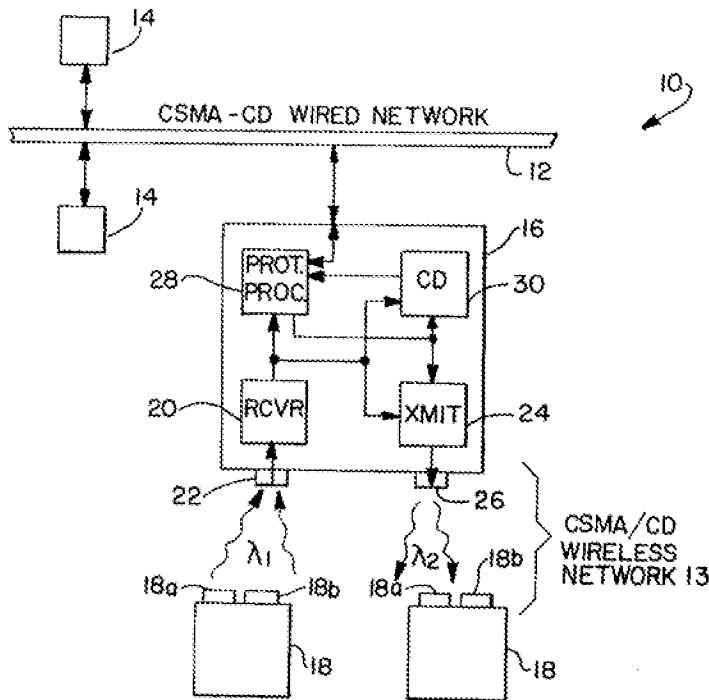 14
10
CSMA-CD WIRED NETWORK
12
14
16
PROT.
PROC.
28
CD
30
20
RCVR
XMIT
24
22
26
CSMA/CD
WIRELESS
NETWORK 13
λ1
λ2
18a
18b
18a
18b
18
18